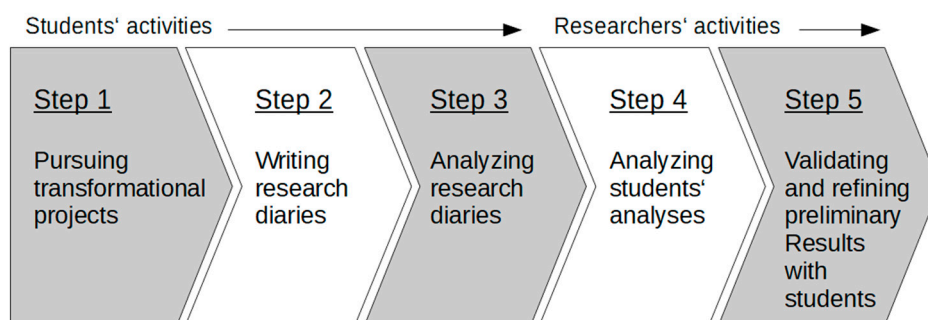 Students‘ activities
Researchers‘ activities
Step 1
Pursuing
transformational
projects
Step 2
Writing
research
diaries
Step 3
Analyzing
research
diaries
Step 4
Analyzing
students‘
analyses
Step 5
Validating
and refining
preliminary
Results
with
students